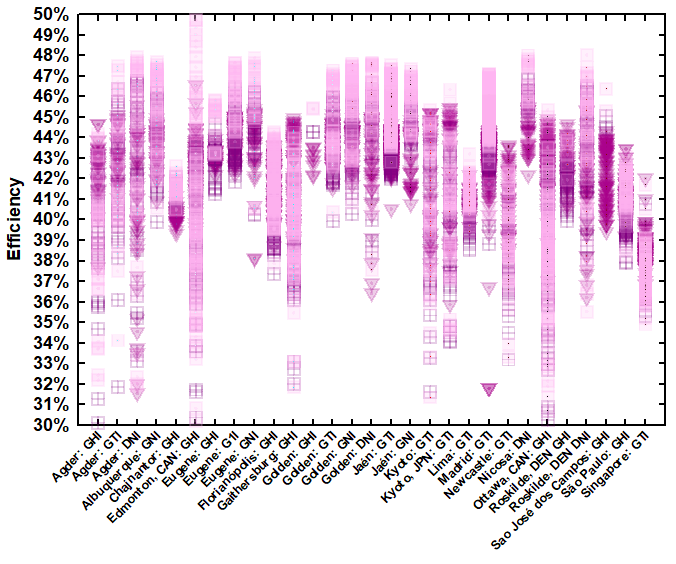 50%
49%
48%
47%
46%
45%
44%
43%
42%
41%
40%
39%
38%
37%
36%
35%
34%
33%
32%
31%
30%
Efficiency
Agder: GHI
Agder: GTI
Agder: DNI
Albuquerque: GNI
Chajnantor: GHI
Edmonton, CAN: GHI
Eugene: GHI
Eugene: GTI
Eugene: GNI
Florianópolis: GHI
Gaithersburg: GHI
Golden: GHI
Golden: GTI
Golden: GNI
Golden: DNI
Jaén: GTI
Jaén: GNI
Kyoto: GTI
Kyoto, JPN: GTI
Lima: GTI
Madrid: GTI
Newcastle: GTI
Nicosa: DNI
Ottawa, CAN: GHI
Roskilde, DEN GHI
Roskilde, DEN DNI
Sao José dos Campos: GHI
São Paulo: GHI
Singapore: GTI